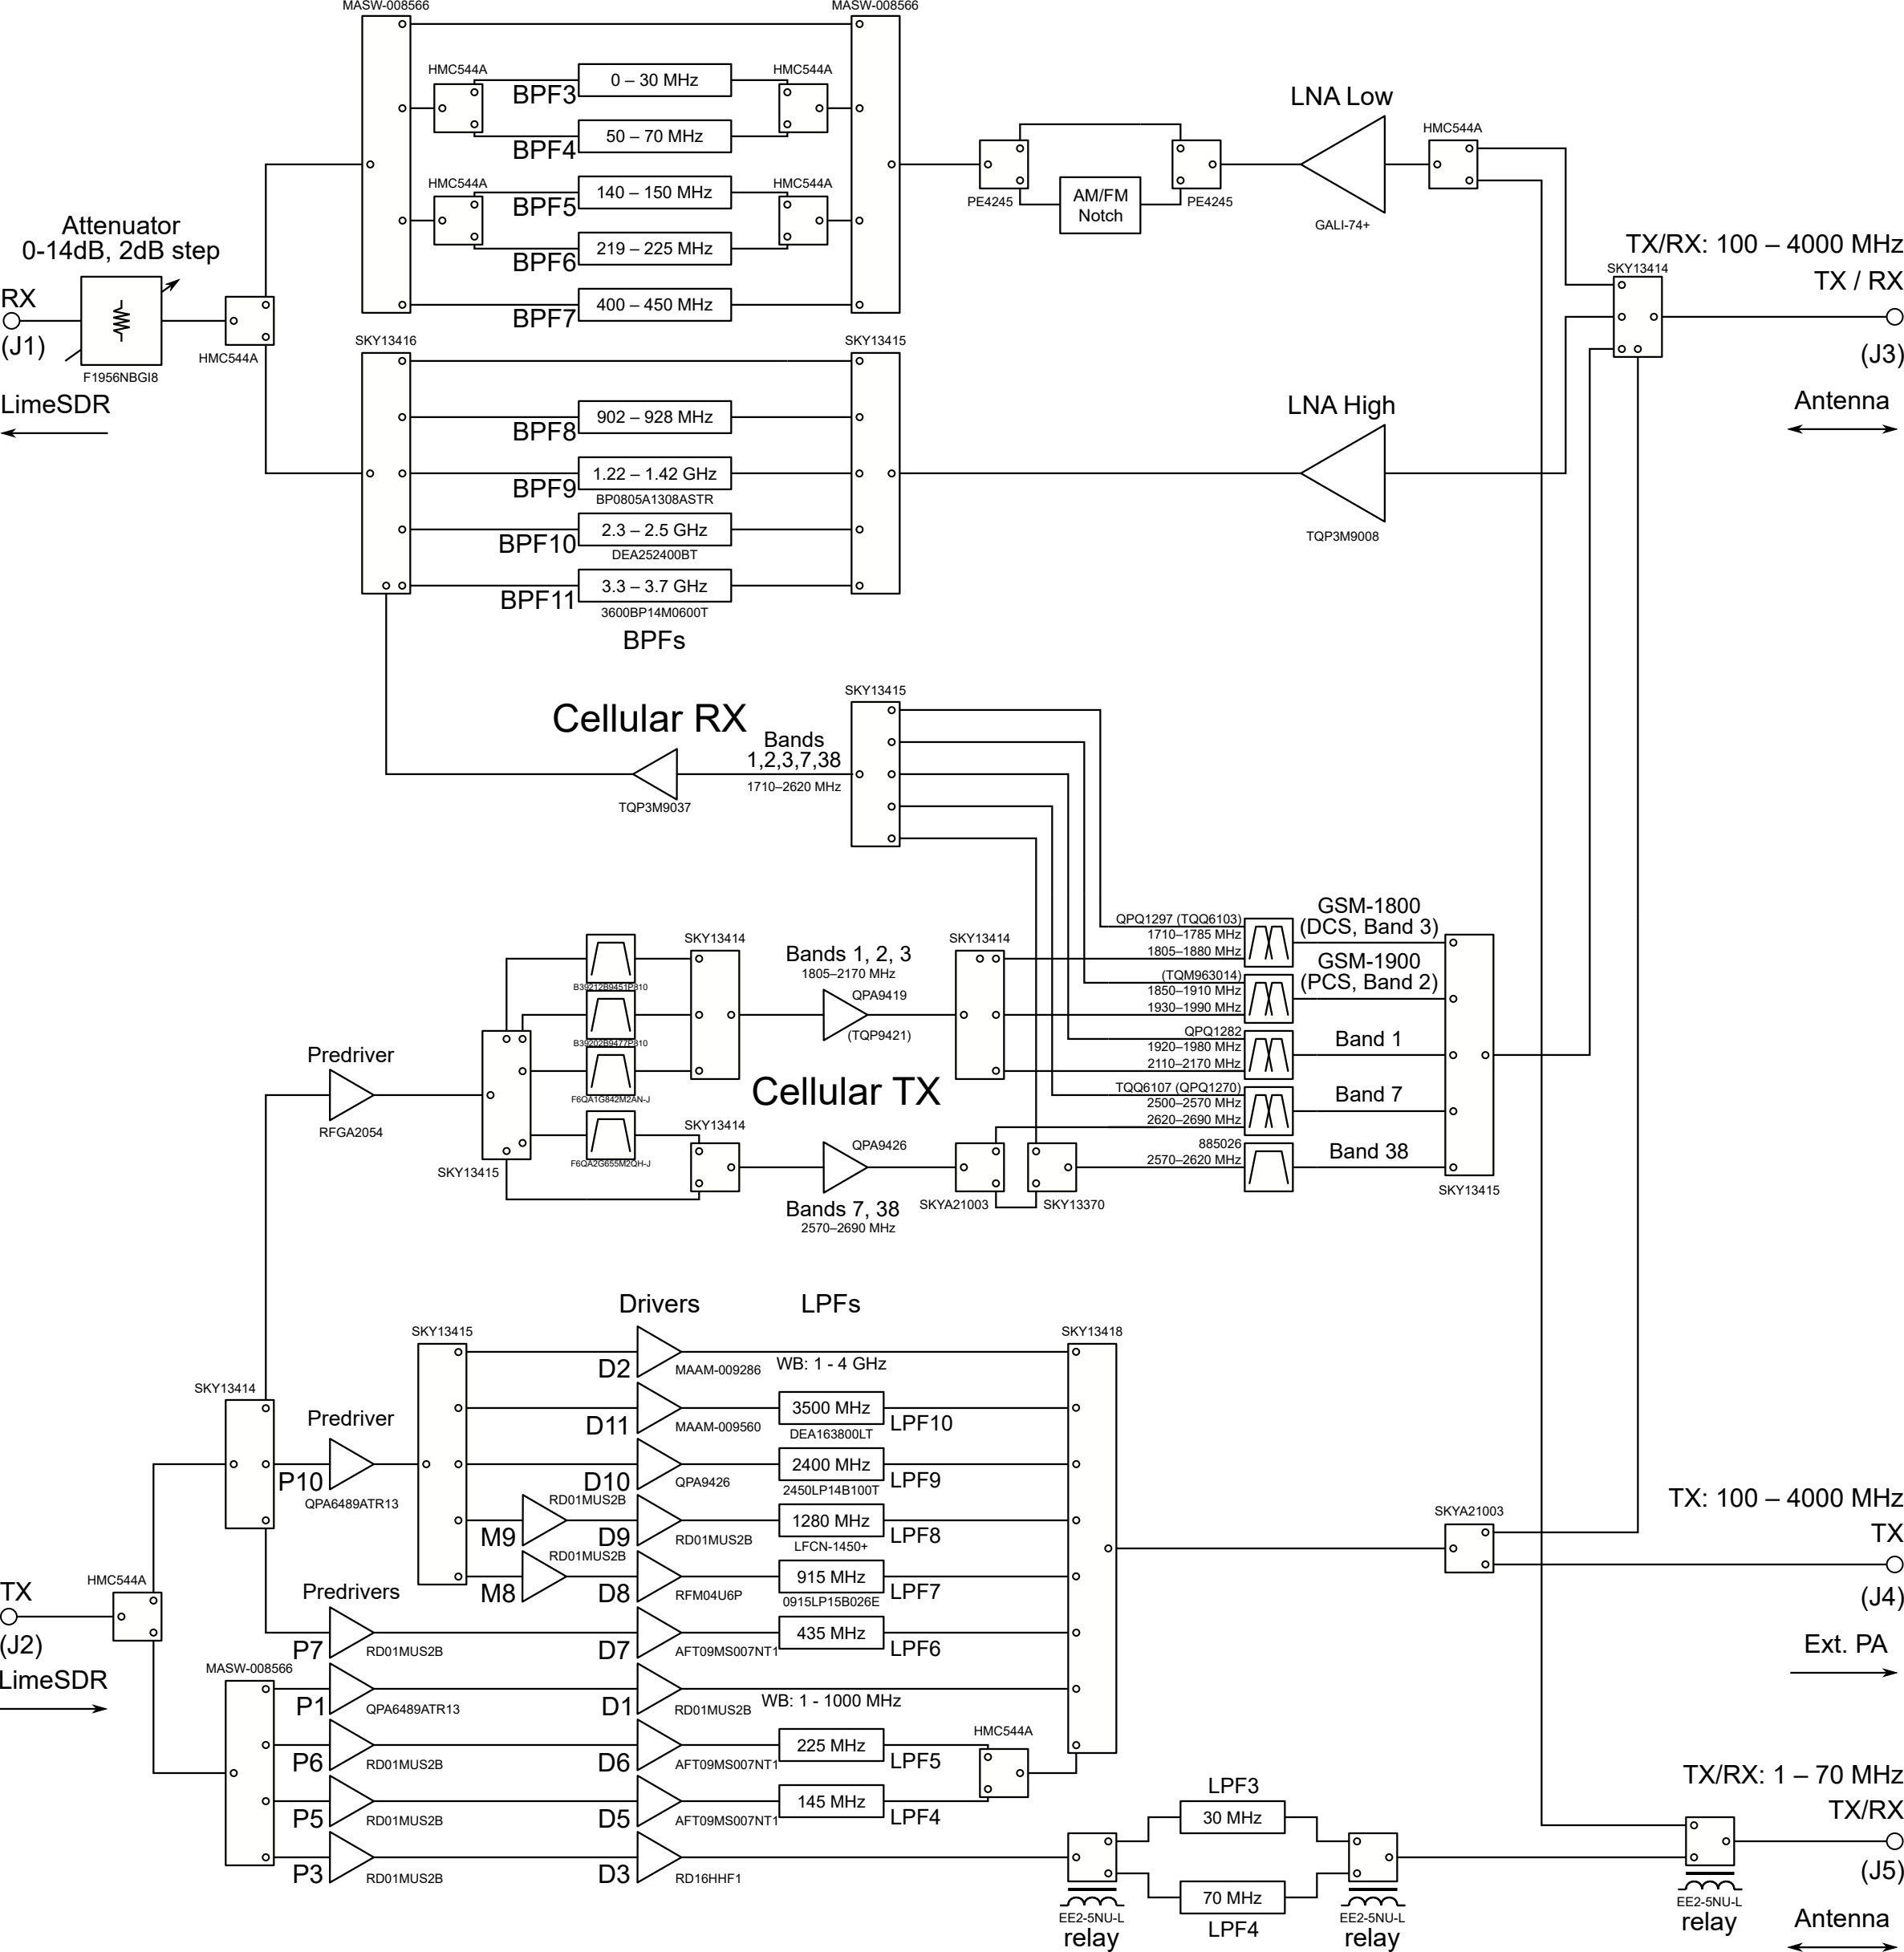 MASW-008566
MASW-008566
HMC544A
0 – 30 MHz
HMC544A
BPF3
50 – 70 MHz
BPF4
HMC544A
140 – 150 MHz
HMC544A
BPF5
219 – 225 MHz
BPF6
400 – 450 MHz
BPF7
LNA Low
GALI-74+
HMC544A
PE4245
AM/FM
Notch
PE4245
Attenuator
0-14dB, 2dB step
RX
(J1)
F1956NBGI8
HMC544A
LimeSDR
TX/RX: 100 – 4000 MHz
SKY13414
TX / RX
(J3)
Antenna
SKY13416
SKY13415
902 – 928 MHz
BPF8
1.22 – 1.42 GHz
BPF9
BP0805A1308ASTR
2.3 – 2.5 GHz
BPF10
DEA252400BT
3.3 – 3.7 GHz
BPF11
3600BP14M0600T
BPFs
LNA High
TQP3M9008
Cellular RX
SKY13415
Bands
1,2,3,7,38
1710–2620 MHz
TQP3M9037
Predriver
RFGA2054
SKY13415
B39212B9451P810
B39202B9477P810
F6QA1G842M2AN-J
F6QA2G655M2QH-J
SKY13414
SKY13414
Bands 1, 2, 3
1805–2170 MHz
QPA9419
(TQP9421)
SKY13414
Cellular TX
QPA9426
Bands 7, 38
2570–2690 MHz
SKYA21003
SKY13370
QPQ1297 (TQQ6103)
1710–1785 MHz
1805–1880 MHz
GSM-1800
(DCS, Band 3)
(TQM963014)
1850–1910 MHz
1930–1990 MHz
GSM-1900
(PCS, Band 2)
QPQ1282
1920–1980 MHz
2110–2170 MHz
Band 1
TQQ6107 (QPQ1270)
2500–2570 MHz
2620–2690 MHz
Band 7
885026
2570–2620 MHz
Band 38
SKY13415
Drivers
LPFs
SKY13415
SKY13418
D2
MAAM-009286
WB: 1 - 4 GHz
D11
MAAM-009560
3500 MHz
LPF10
DEA163800LT
SKY13414
Predriver
P10
QPA6489ATR13
D10
QPA9426
2400 MHz
LPF9
2450LP14B100T
M9
RD01MUS2B
D9
RD01MUS2B
1280 MHz
LPF8
LFCN-1450+
M8
RD01MUS2B
D8
RFM04U6P
915 MHz
LPF7
0915LP15B026E
TX
(J2)
LimeSDR
HMC544A
Predrivers
P7
RD01MUS2B
D7
AFT09MS007NT1
435 MHz
LPF6
MASW-008566
P1
QPA6489ATR13
D1
RD01MUS2B
WB: 1 - 1000 MHz
P6
RD01MUS2B
D6
AFT09MS007NT1
225 MHz
LPF5
HMC544A
P5
RD01MUS2B
D5
AFT09MS007NT1
145 MHz
LPF4
P3
RD01MUS2B
D3
RD16HHF1
LPF3
30 MHz
70 MHz
LPF4
EE2-5NU-L
relay
EE2-5NU-L
relay
SKYA21003
TX: 100 – 4000 MHz
TX
(J4)
Ext. PA
TX/RX: 1 – 70 MHz
TX/RX
(J5)
EE2-5NU-L
relay
Antenna